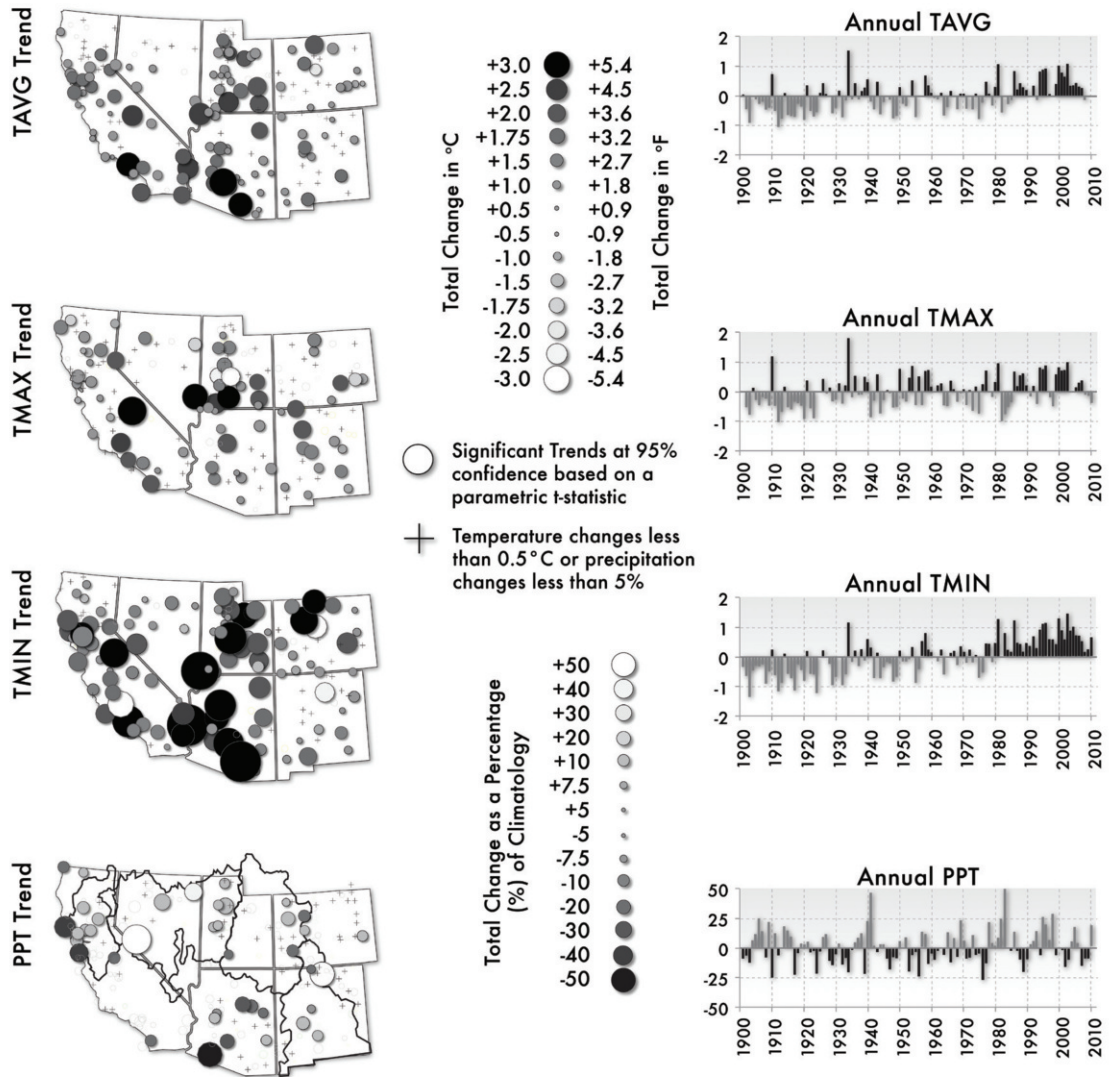 TAVG Trend
TMAX Trend
TMIN Trend
PPT Trend
Total Change in °C
+3.0 +5.4
+2.5 +4.5
+2.0 +3.6
+1.75 +3.2
+1.5 +2.7
+1.0 +1.8
+0.5 +0.9
-0.5 -0.9
-1.0 -1.8
-1.5 -2.7
-1.75 -3.2
-2.0 -3.6
-2.5 -4.5
-3.0 -5.4
Total Change in °F
Significant Trends at 95%
confidence based on a
parametric t-statistic
Temperature changes less
than 0.5°C or precipitation
changes less than 5%
Total Change as a Percentage
(%) of Climatology
+50
+40
+30
+20
+10
+7.5
+5
-5
-7.5
-10
-20
-30
-40
-50
Annual TAVG
2
1
0
-1
-2
1900 1910 1920 1930 1940 1950 1960 1970 1980 1990 2000 2010
Annual TMAX
2
1
0
-1
-2
1900 1910 1920 1930 1940 1950 1960 1970 1980 1990 2000 2010
Annual TMIN
2
1
0
-1
-2
1900 1910 1920 1930 1940 1950 1960 1970 1980 1990 2000 2010
Annual PPT
50
25
0
-25
-50
1900 1910 1920 1930 1940 1950 1960 1970 1980 1990 2000 2010